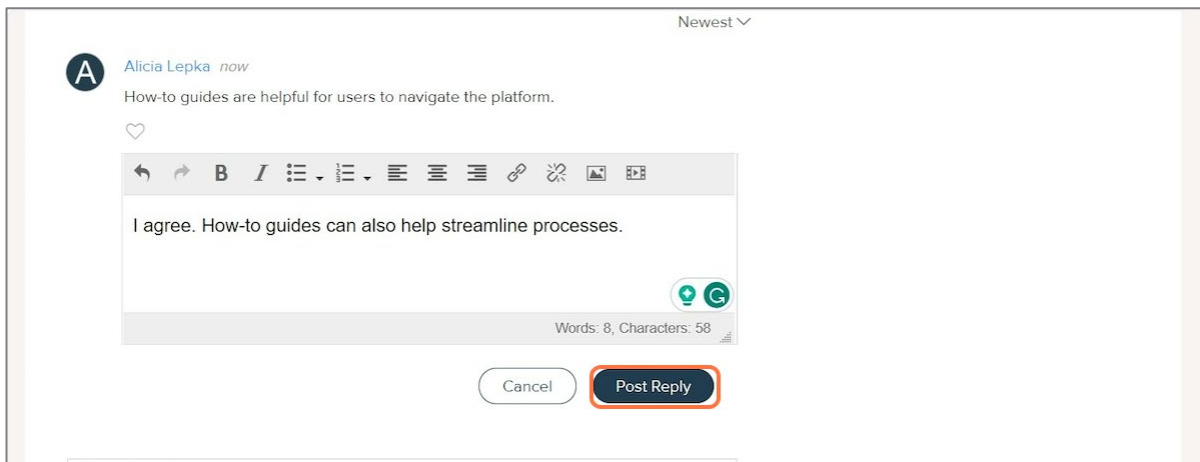 Newest
A
Alicia Lepka now
How-to guides are helpful for users to navigate the platform.
B I
I agree. How-to guides can also help streamline processes.
G
Words: 8, Characters: 58
Cancel Post Reply